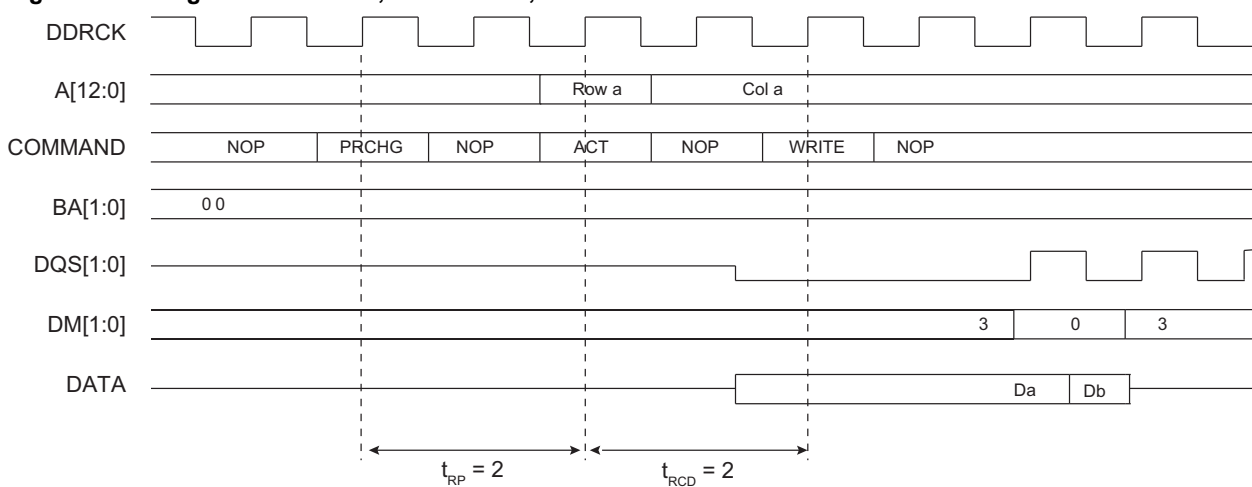 DDRCK
A[12:0] Row a Col a
COMMAND NOP PRCHG NOP ACT NOP WRITE NOP
BA[1:0] 0 0
DQS[1:0]
DM[1:0] 3 0 3
DATA Da Db
tRP = 2 tRCD = 2